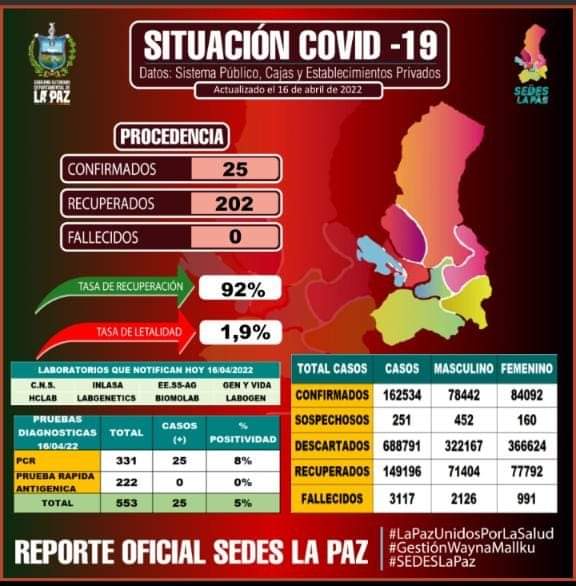 GOBIERNO AUTÓNOMO
DEPARTAMENTAL DE
LA PAZ
SITUACIÓN COVID -19
Datos: Sistema Público, Cajas y Establecimientos Privados
Actualizado el 16 de abril de 2022
SEDES
LA PAZ
PROCEDENCIA
CONFIRMADOS 25
RECUPERADOS 202
FALLECIDOS 0
TASA DE RECUPERACIÓN 92%
TASA DE LETALIDAD 1,9%
LABORATORIOS QUE NOTIFICAN HOY 16/04/2022
C.N.S. INLASA EE.SS-AG GEN Y VIDA
HCLAB LABGENETICS BIOMOLAB LABOGEN
PRUEBAS DIAGNOSTICAS 16/04/22 TOTAL CASOS (+) % POSITIVIDAD
PCR 331 25 8%
PRUEBA RAPIDA ANTIGENICA 222 0 0%
TOTAL 553 25 5%
TOTAL CASOS CASOS MASCULINO FEMENINO
CONFIRMADOS 162534 78442 84092
SOSPECHOSOS 251 452 160
DESCARTADOS 688791 322167 366624
RECUPERADOS 149196 71404 77792
FALLECIDOS 3117 2126 991
REPORTE OFICIAL SEDES LA PAZ
#LaPazUnidosPorLaSalud
#GestiónWaynaMallku
#SEDESLaPaz